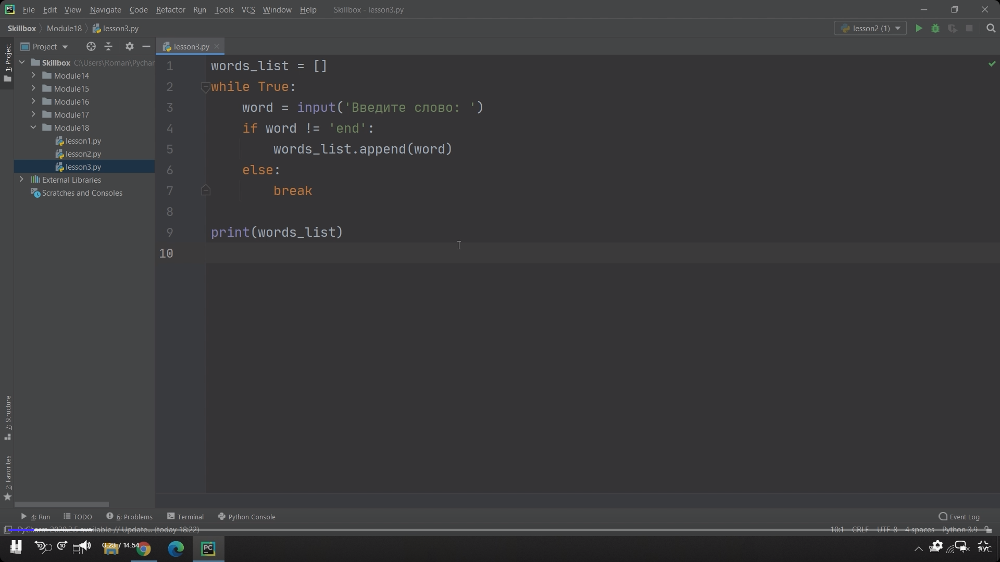 File Edit View Navigate Code Refactor Run Tools VCS Window Help Skillbox - lesson3.py
Skillbox Module18 lesson3.py lesson2 (1)
1: Project
Project
lesson3.py
Skillbox C:\Users\Roman\Pychar
Module14
Module15
Module16
Module17
Module18
lesson1.py
lesson2.py
lesson3.py
External Libraries
Scratches and Consoles
1 words_list = []
2 while True:
3 word = input('Введите слово: ')
4 if word != 'end':
5 words_list.append(word)
6 else:
7 break
8
9 print(words_list)
10
7: Structure
2: Favorites
4: Run TODO 6: Problems Terminal Python Console Event Log
PyCharm 2020.2.5 available // Update... (today 18:22) 10:1 CRLF UTF-8 4 spaces Python 3.9
10 10 0:23 / 14:54 PC РУС